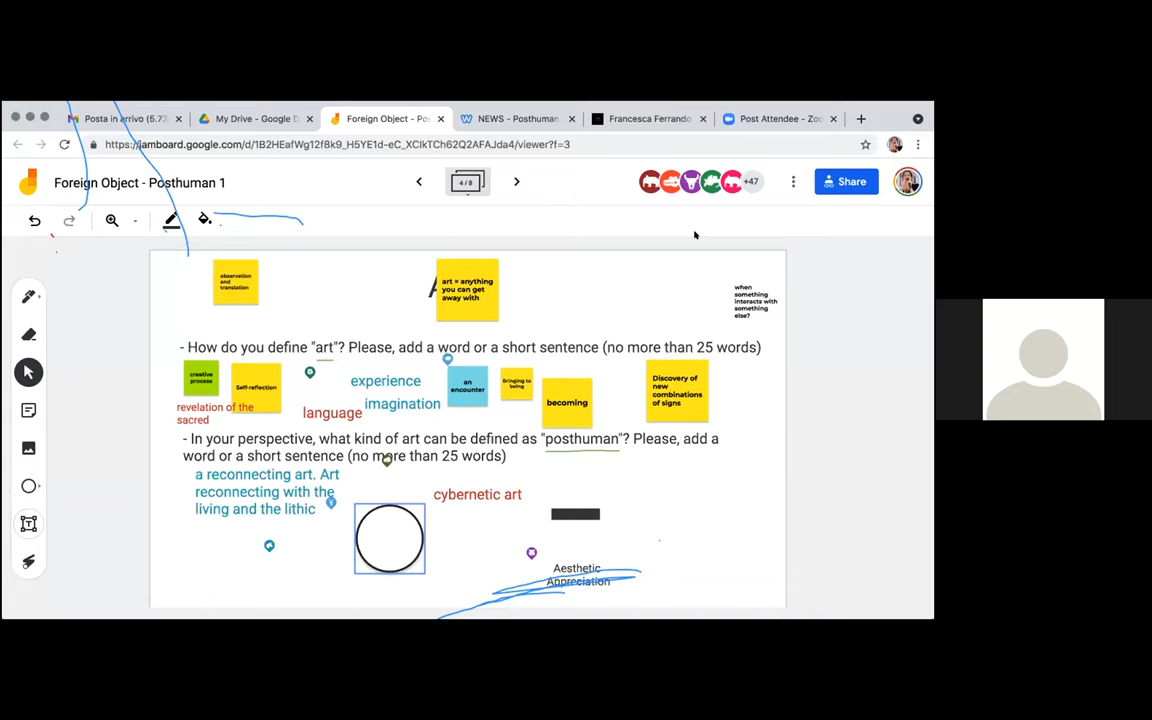 Posta in arrivo (5.73
My Drive - Google D
Foreign Object - Pos
NEWS - Posthuman
Francesca Ferrando
Post Attendee - Zoo
https://jamboard.google.com/d/1B2HEafWg12f8k9_H5YE1d-eC_XClkTCh62Q2AFAJda4/viewer?f=3
Foreign Object - Posthuman 1
4/8
+47
Share
observation
and
translation
A
art = anything
you can get
away with
when
something
interacts with
something
else?
- How do you define "art"? Please, add a word or a short sentence (no more than 25 words)
creative
process
Self-reflection
experience
imagination
language
an
encounter
Bringing to
being
becoming
Discovery of
new
combinations
of signs
revelation of the
sacred
- In your perspective, what kind of art can be defined as "posthuman"? Please, add a
word or a short sentence (no more than 25 words)
a reconnecting art. Art
reconnecting with the
living and the lithic
cybernetic art
Aesthetic
Appreciation